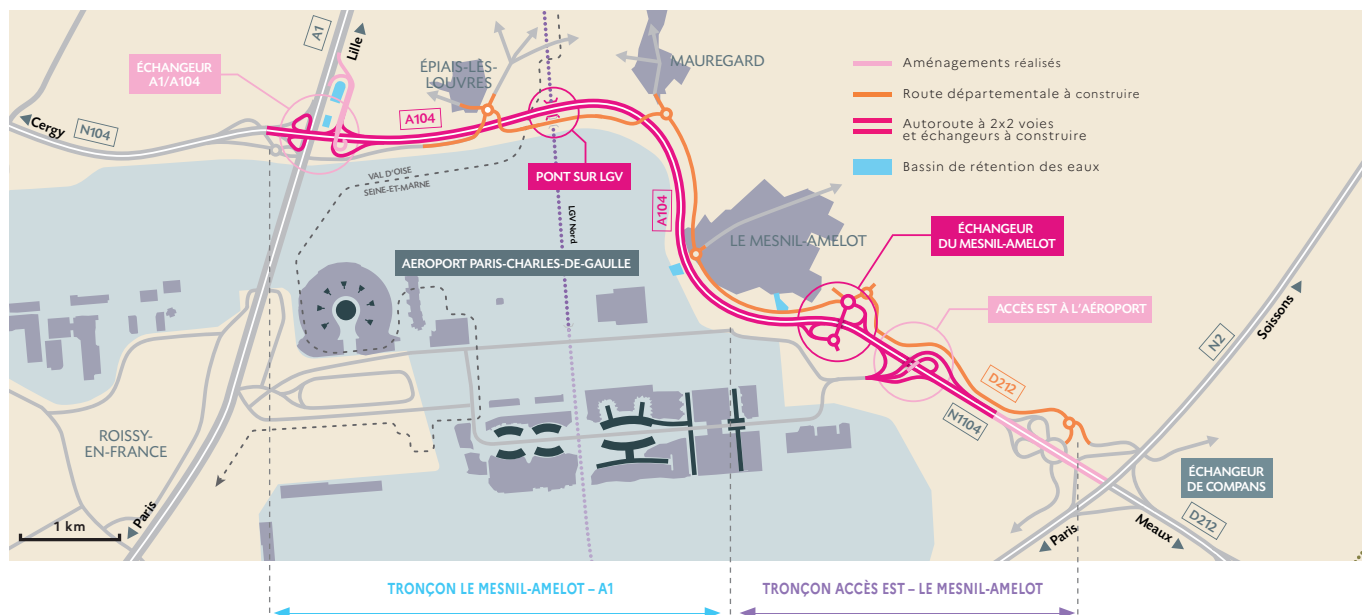 A1
Lille
ÉCHANGEUR
A1/A104
ÉPIAIS-LÈS-
LOUVRES
MAUREGARD
Aménagements réalisés
Route départementale à construire
Autoroute à 2x2 voies
et échangeurs à construire
Bassin de rétention des eaux
Cergy
N104
A104
PONT SUR LGV
VAL D'OISE
SEINE-ET-MARNE
LGV Nord
A104
LE MESNIL-AMELOT
ÉCHANGEUR
DU MESNIL-AMELOT
AEROPORT PARIS-CHARLES-DE-GAULLE
ACCÈS EST À L'AÉROPORT
Soissons
N2
D212
N1104
ROISSY-
EN-FRANCE
ÉCHANGEUR
DE COMPANS
1 km
Paris
Paris
Meaux
D212
TRONÇON LE MESNIL-AMELOT – A1
TRONÇON ACCÈS EST – LE MESNIL-AMELOT